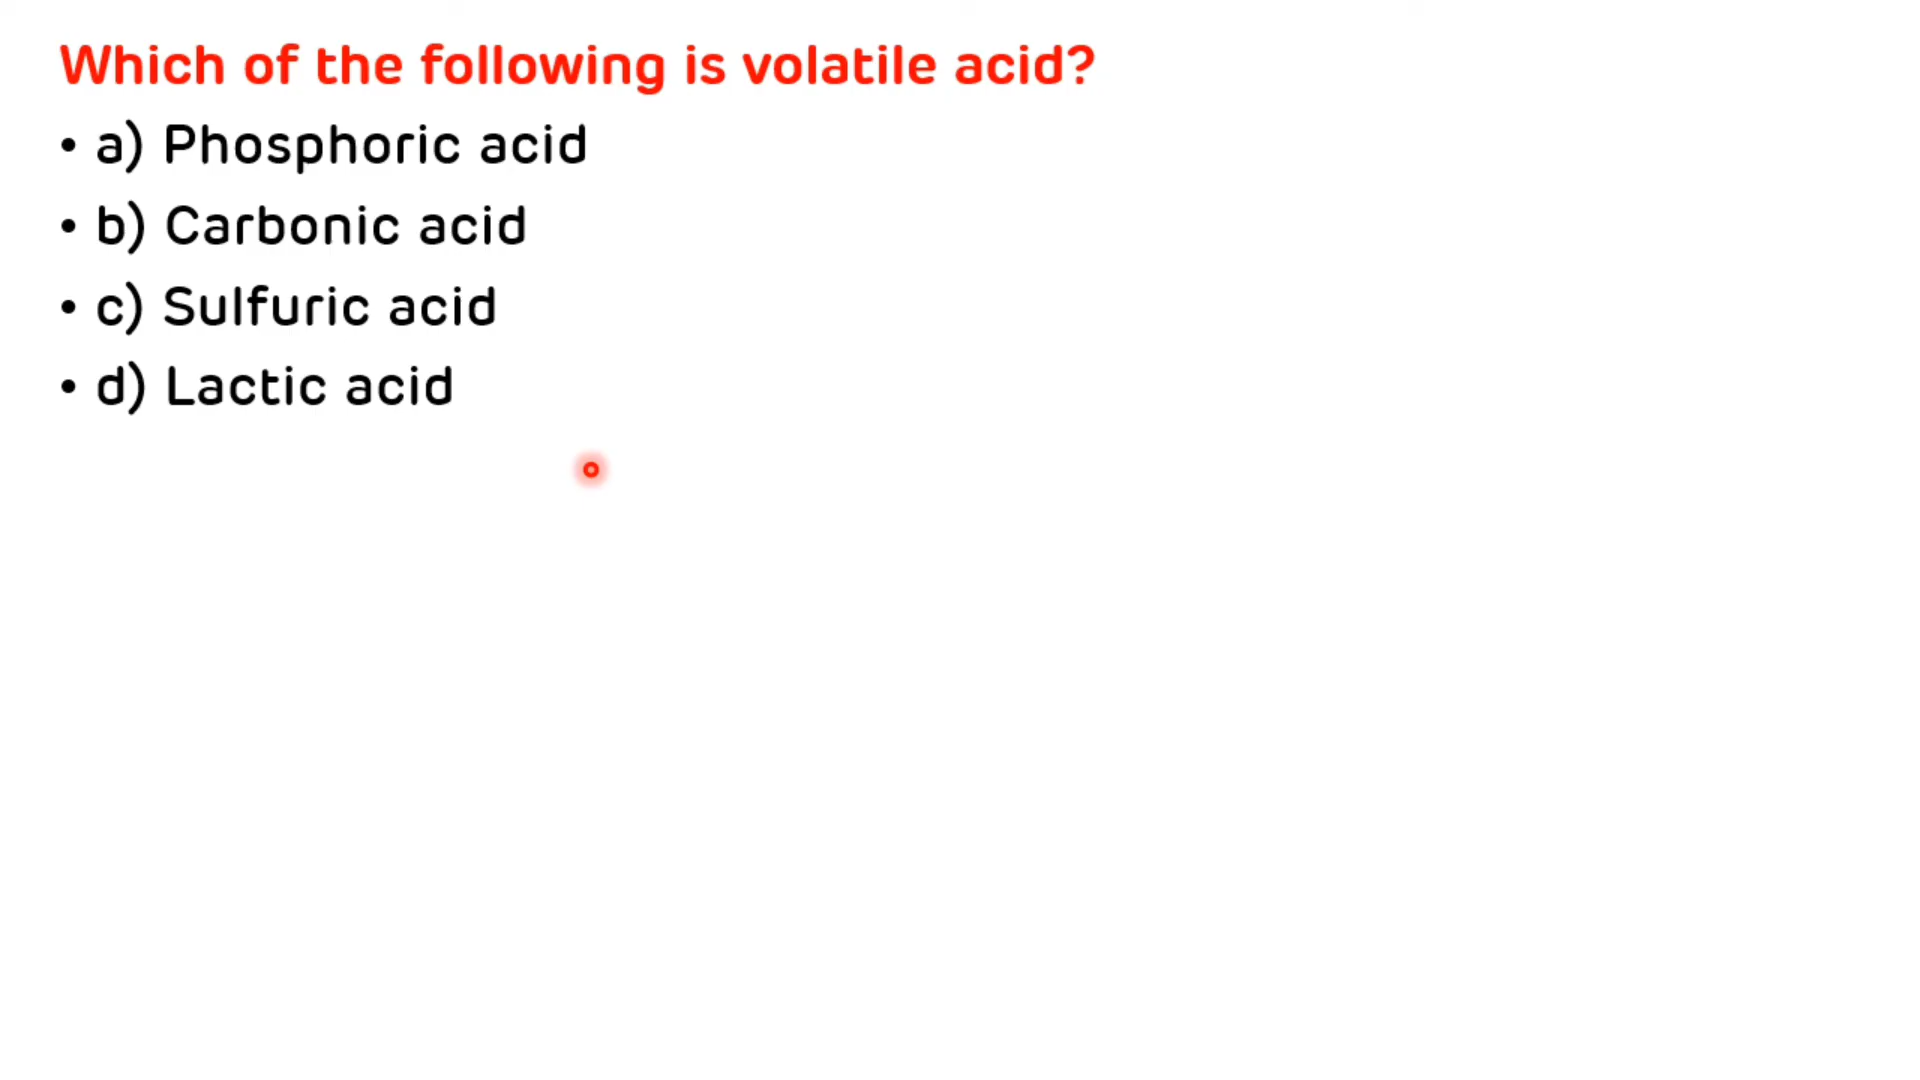 Which of the following is volatile acid?
• a) Phosphoric acid
• b) Carbonic acid
• c) Sulfuric acid
• d) Lactic acid